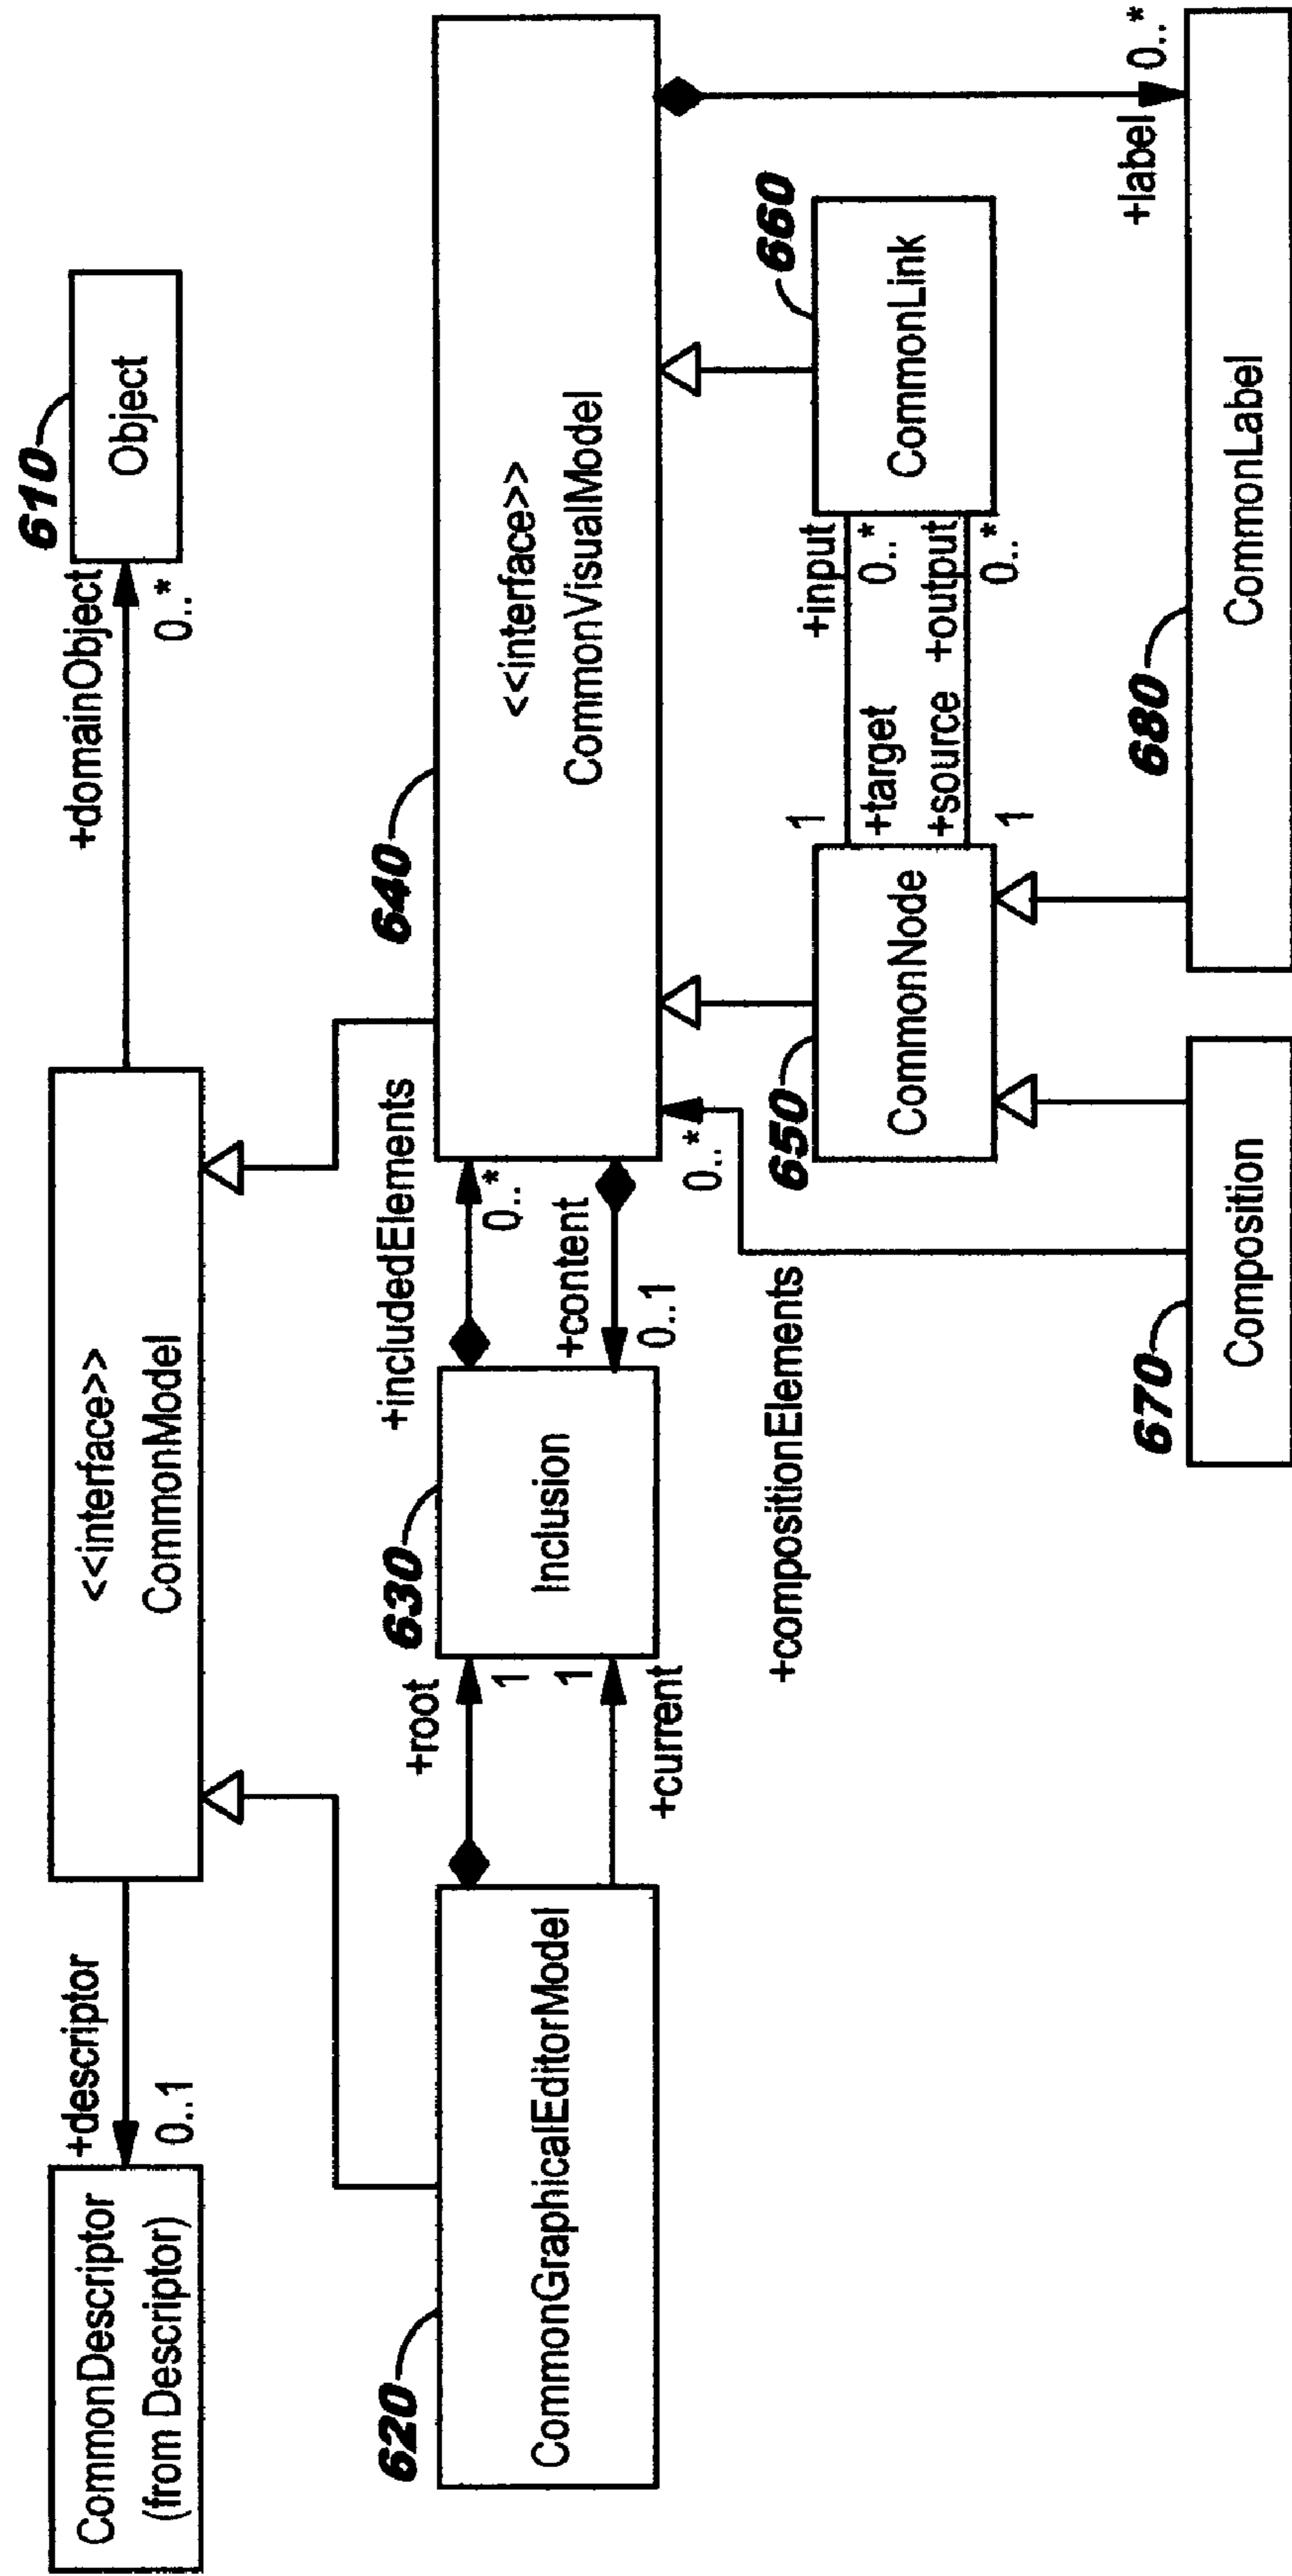 CommonDescriptor
(from Descriptor)
+descriptor
0..1
<<interface>>
CommonModel
+domainObject
0..*
610
Object
620
CommonGraphicalEditorModel
+root
1
1
+current
630
Inclusion
+includedElements
0..*
+content
0..1
640
<<interface>>
CommonVisualModel
+compositionElements
0..*
650
CommonNode
1
+target
+source
1
+input
0..*
+output
0..*
660
CommonLink
+label
0..*
670
Composition
680
CommonLabel